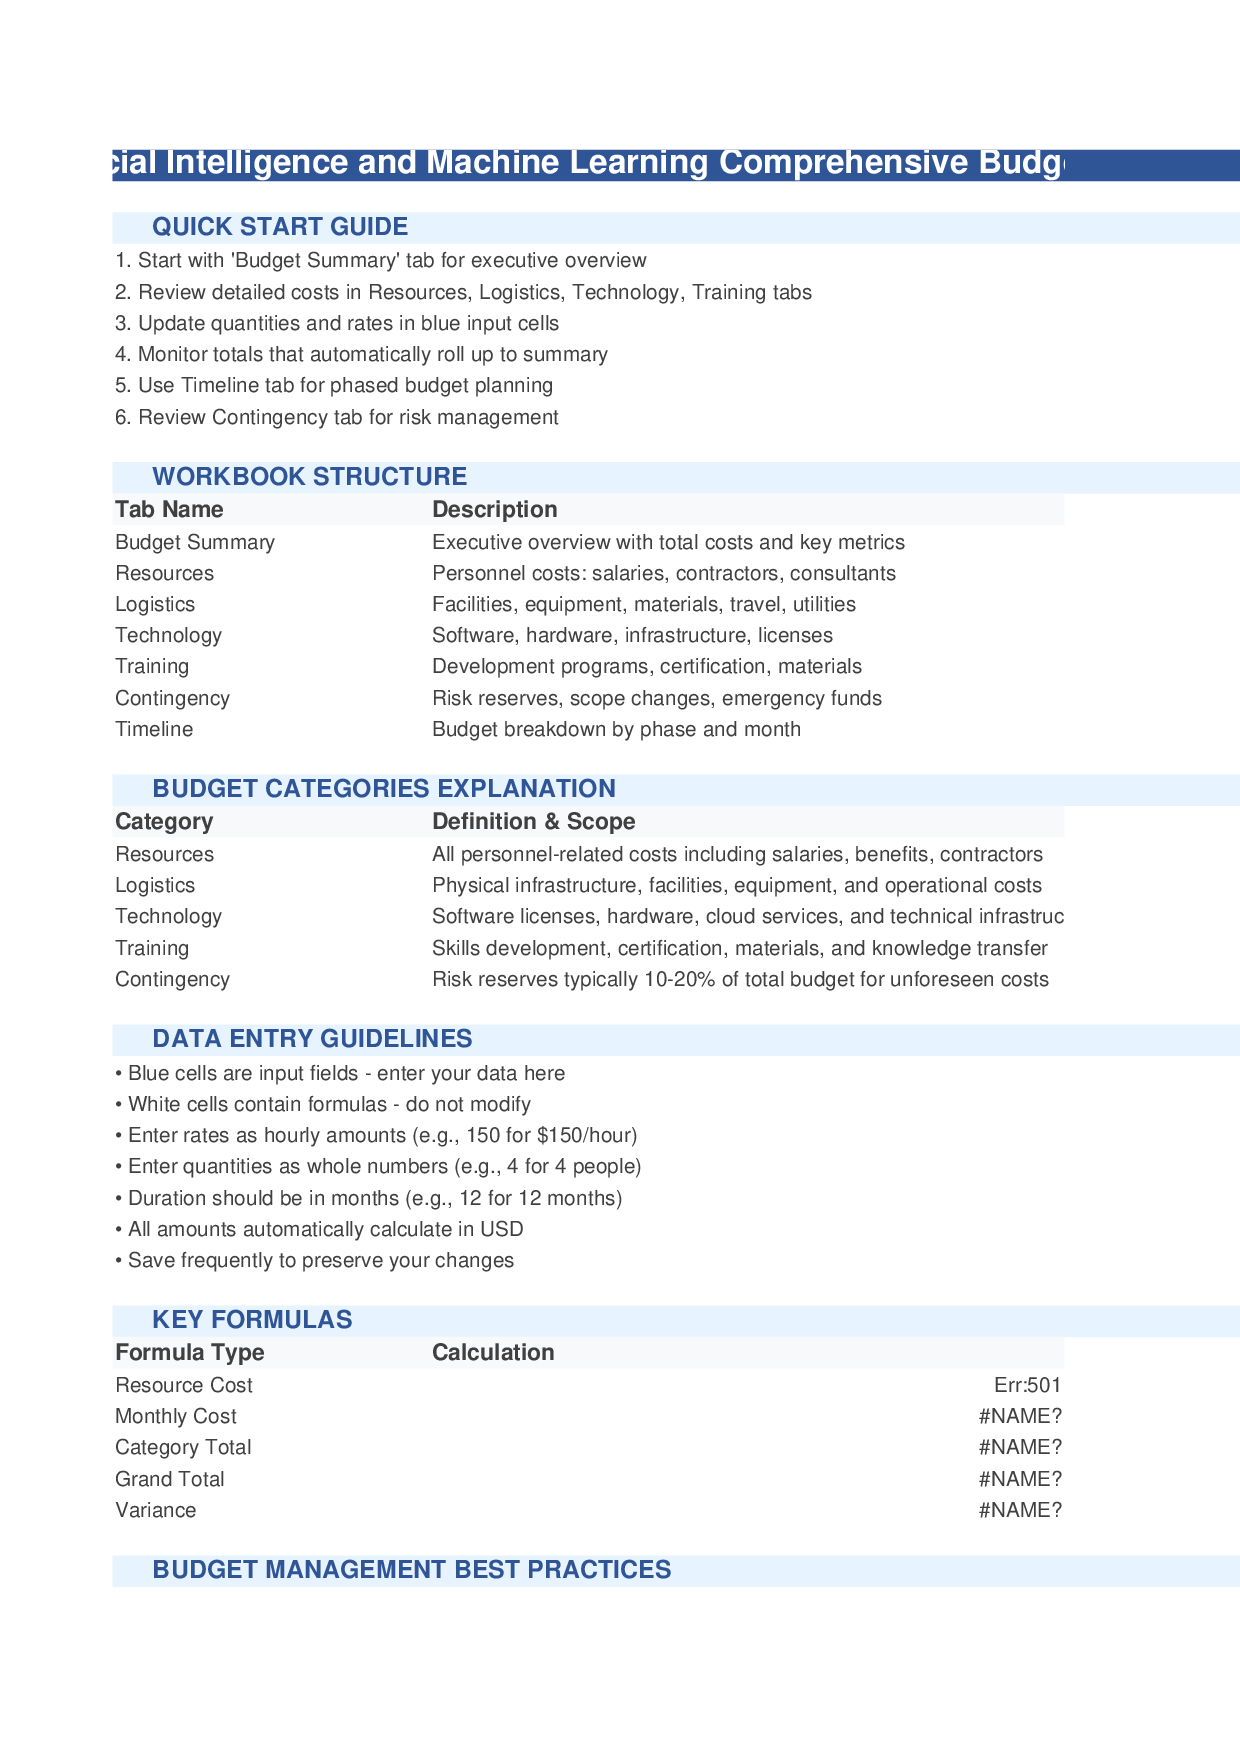 cial Intelligence and Machine Learning Comprehensive Budg
QUICK START GUIDE
1. Start with 'Budget Summary' tab for executive overview
2. Review detailed costs in Resources, Logistics, Technology, Training tabs
3. Update quantities and rates in blue input cells
4. Monitor totals that automatically roll up to summary
5. Use Timeline tab for phased budget planning
6. Review Contingency tab for risk management
WORKBOOK STRUCTURE
Tab Name Description
Budget Summary Executive overview with total costs and key metrics
Resources Personnel costs: salaries, contractors, consultants
Logistics Facilities, equipment, materials, travel, utilities
Technology Software, hardware, infrastructure, licenses
Training Development programs, certification, materials
Contingency Risk reserves, scope changes, emergency funds
Timeline Budget breakdown by phase and month
BUDGET CATEGORIES EXPLANATION
Category Definition & Scope
Resources All personnel-related costs including salaries, benefits, contractors
Logistics Physical infrastructure, facilities, equipment, and operational costs
Technology Software licenses, hardware, cloud services, and technical infrastruc
Training Skills development, certification, materials, and knowledge transfer
Contingency Risk reserves typically 10-20% of total budget for unforeseen costs
DATA ENTRY GUIDELINES
• Blue cells are input fields - enter your data here
• White cells contain formulas - do not modify
• Enter rates as hourly amounts (e.g., 150 for $150/hour)
• Enter quantities as whole numbers (e.g., 4 for 4 people)
• Duration should be in months (e.g., 12 for 12 months)
• All amounts automatically calculate in USD
• Save frequently to preserve your changes
KEY FORMULAS
Formula Type Calculation
Resource Cost Err:501
Monthly Cost #NAME?
Category Total #NAME?
Grand Total #NAME?
Variance #NAME?
BUDGET MANAGEMENT BEST PRACTICES